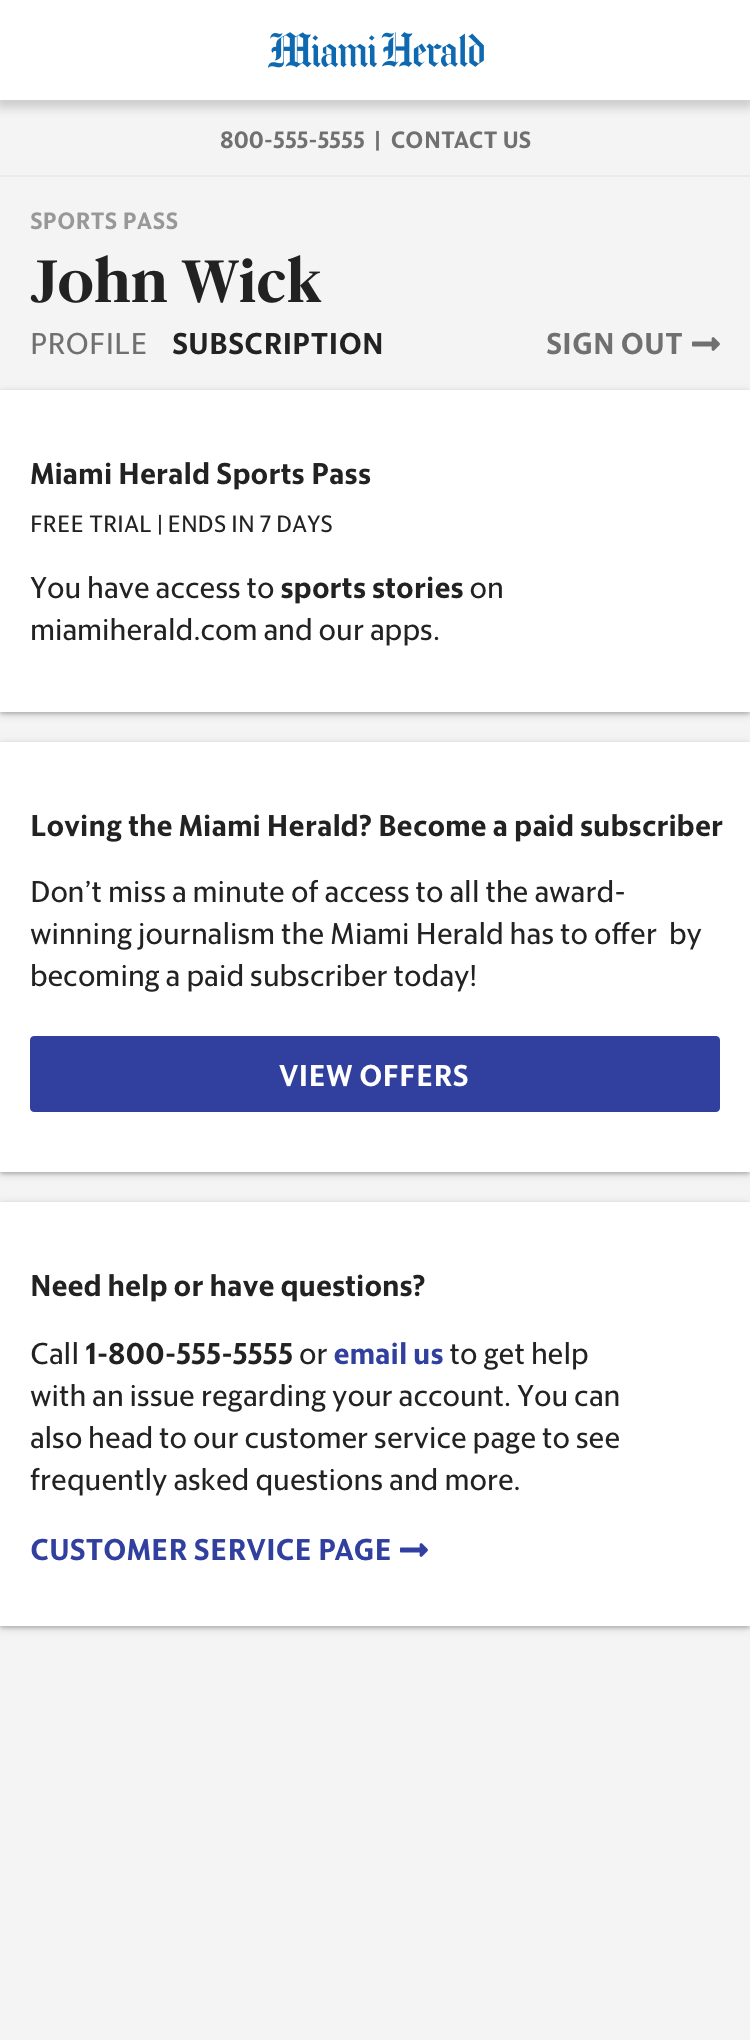 Miami Herald
800-555-5555 | CONTACT US
SPORTS PASS
John Wick
PROFILE SUBSCRIPTION SIGN OUT →
Miami Herald Sports Pass
FREE TRIAL | ENDS IN 7 DAYS
You have access to sports stories on
miamiherald.com and our apps.
Loving the Miami Herald? Become a paid subscriber
Don’t miss a minute of access to all the award-
winning journalism the Miami Herald has to offer  by
becoming a paid subscriber today!
VIEW OFFERS
Need help or have questions?
Call 1-800-555-5555 or email us to get help
with an issue regarding your account. You can
also head to our customer service page to see
frequently asked questions and more.
CUSTOMER SERVICE PAGE →